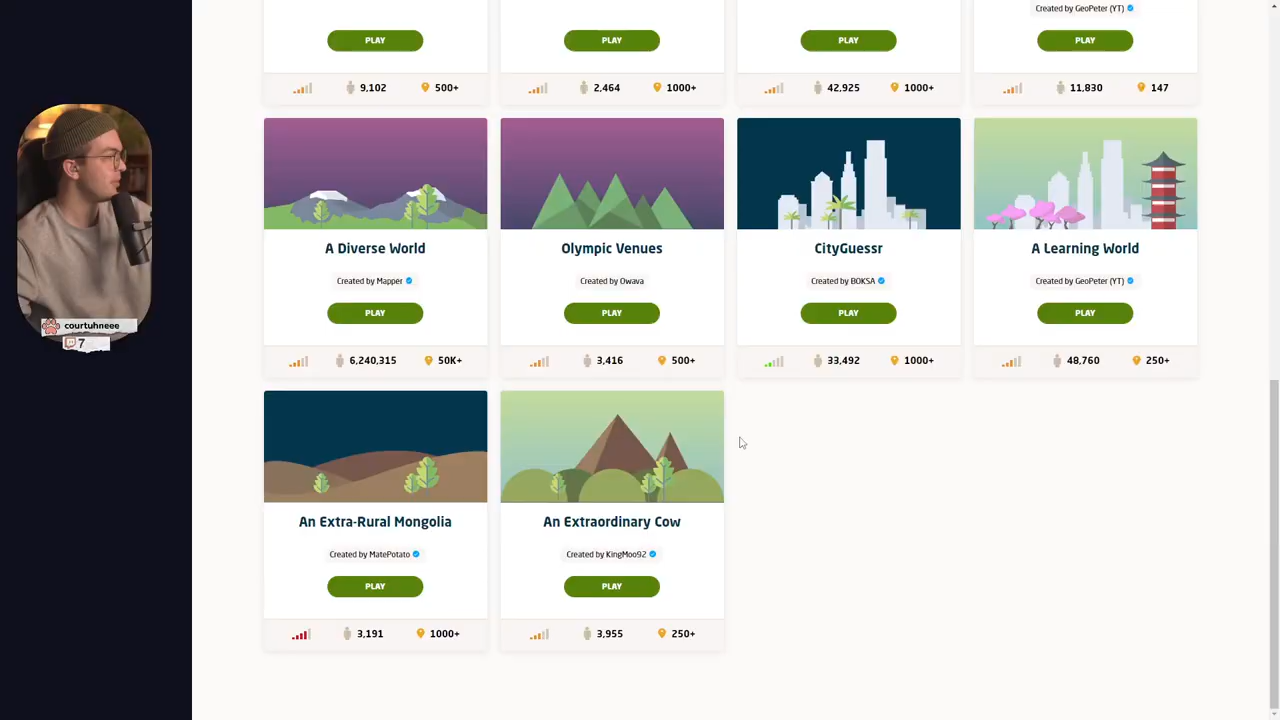 Created by GeoPeter (YT)
PLAY PLAY PLAY PLAY
9,102 500+ 2,464 1000+ 42,925 1000+ 11,830 147
A Diverse World Olympic Venues CityGuessr A Learning World
Created by Mapper Created by Owava Created by BOKSA Created by GeoPeter (YT)
PLAY PLAY PLAY PLAY
courtuhneee
7
6,240,315 50K+ 3,416 500+ 33,492 1000+ 48,760 250+
An Extra-Rural Mongolia An Extraordinary Cow
Created by MatePotato Created by KingMoo92
PLAY PLAY
3,191 1000+ 3,955 250+